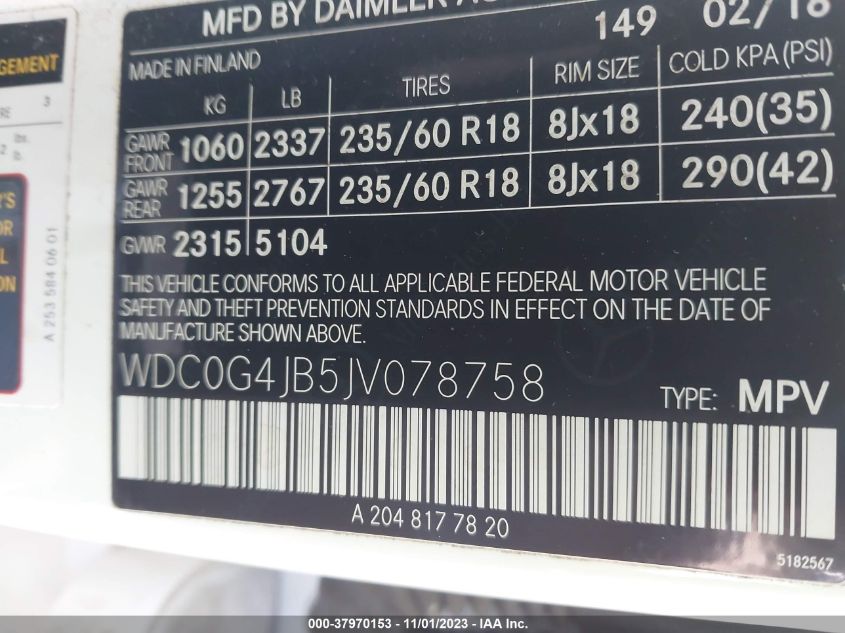 MFD BY DAIMLER
149 02/18
MADE IN FINLAND
KG LB TIRES RIM SIZE COLD KPA (PSI)
GAWR FRONT 1060 2337 235/60 R18 8Jx18 240(35)
GAWR REAR 1255 2767 235/60 R18 8Jx18 290(42)
GVWR 2315 5104
THIS VEHICLE CONFORMS TO ALL APPLICABLE FEDERAL MOTOR VEHICLE
SAFETY AND THEFT PREVENTION STANDARDS IN EFFECT ON THE DATE OF
MANUFACTURE SHOWN ABOVE.
WDC0G4JB5JV078758
TYPE: MPV
A 204 817 78 20
5182567
A 253 584 06 01
3
lbs.
lb.
000-37970153 - 11/01/2023 - IAA Inc.